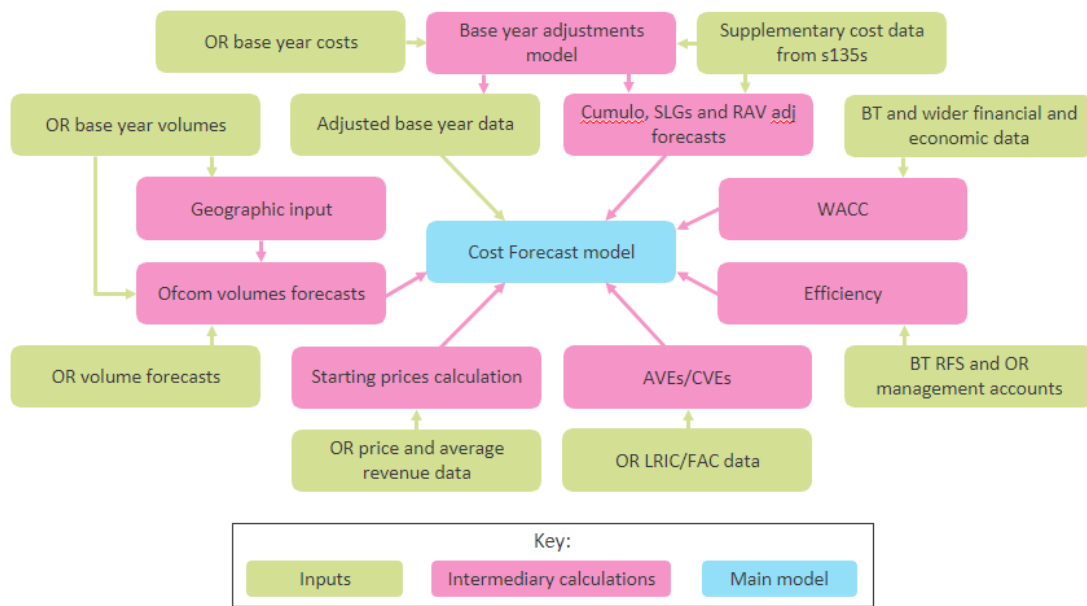 OR base year costs
Base year adjustments
model
Supplementary cost data
from s135s
OR base year volumes
Adjusted base year data
Cumulo, SLGs and RAV adj
forecasts
BT and wider financial and
economic data
Geographic input
WACC
Cost Forecast model
Ofcom volumes forecasts
Efficiency
OR volume forecasts
Starting prices calculation
AVEs/CVEs
BT RFS and OR
management accounts
OR price and average
revenue data
OR LRIC/FAC data
Key:
Inputs
Intermediary calculations
Main model